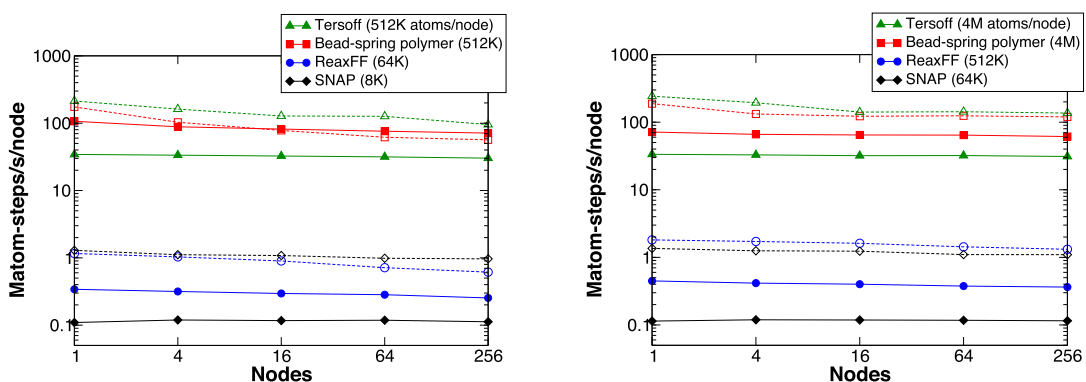 Tersoff (512K atoms/node)
Bead-spring polymer (512K)
ReaxFF (64K)
SNAP (8K)
1000
100
10
1
0.1
Matom-steps/s/node
1 4 16 64 256
Nodes
Tersoff (4M atoms/node)
Bead-spring polymer (4M)
ReaxFF (512K)
SNAP (64K)
1000
100
10
1
0.1
Matom-steps/s/node
1 4 16 64 256
Nodes